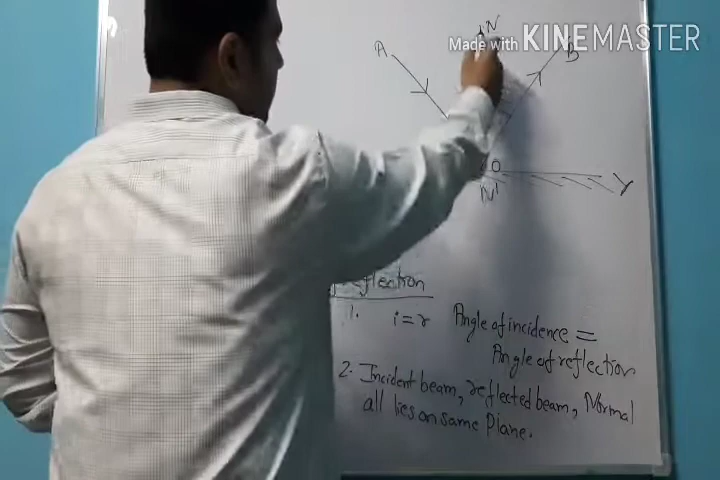 A
N
B
Made with KINEMASTER
O
Y
N'
reflection
1. i=r Angle of incidence =
Angle of reflection
2. Incident beam, reflected beam, Normal
all lies on same Plane.